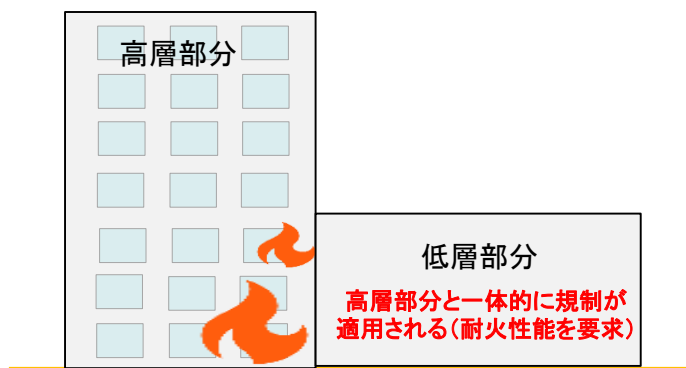 高層部分
低層部分
高層部分と一体的に規制が
適用される（耐火性能を要求）